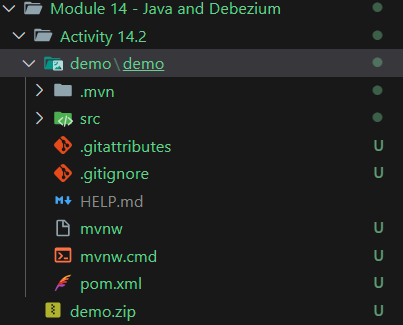 Module 14 - Java and Debezium
Activity 14.2
demo\demo
.mvn
src
.gitattributes U
.gitignore U
HELP.md
mvnw U
mvnw.cmd U
pom.xml U
demo.zip U